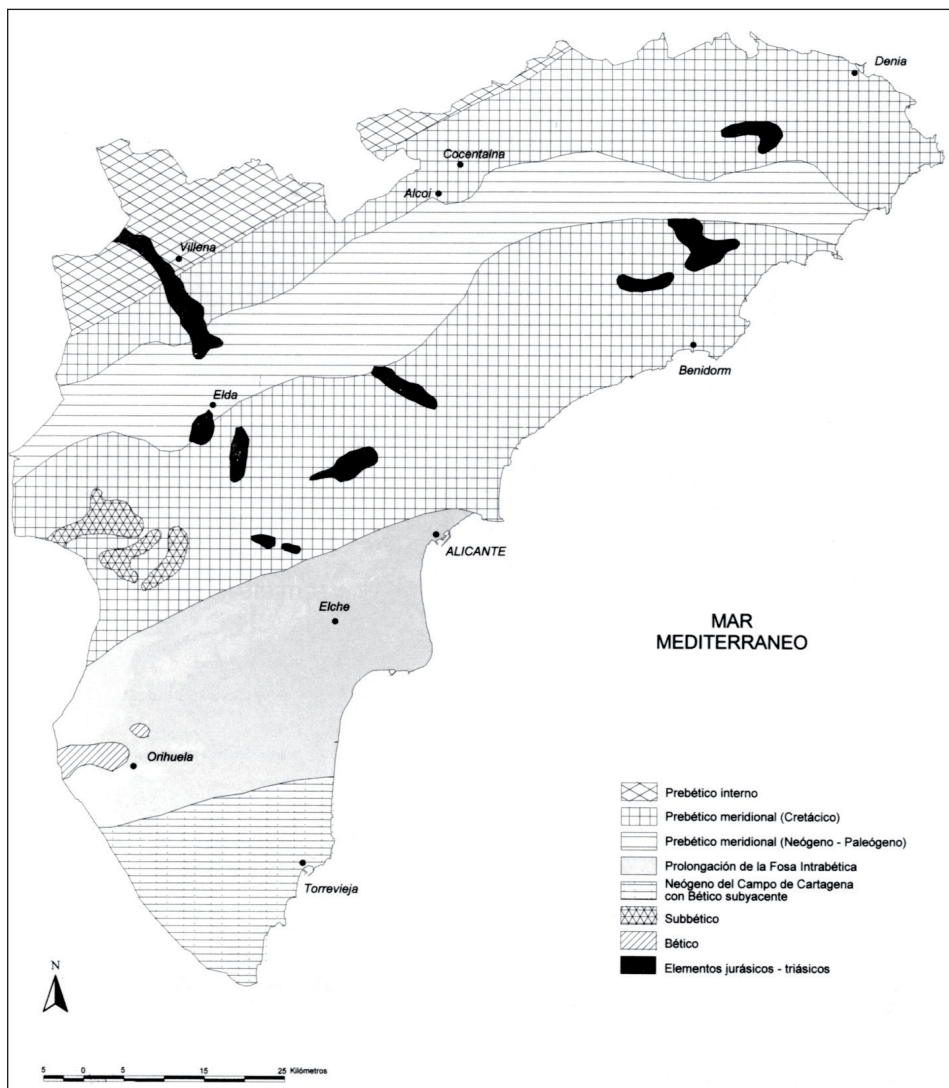 Denia
Cocentaina
Alcoi
Villena
Benidorm
Elda
ALICANTE
Elche
MAR
MEDITERRANEO
Orihuela
Torrevieja
Prebético interno
Prebético meridional (Cretácico)
Prebético meridional (Neógeno - Paleógeno)
Prolongación de la Fosa Intrabética
Neógeno del Campo de Cartagena
con Bético subyacente
Subbético
Bético
Elementos jurásicos - triásicos
N
5 0 5 15 25 Kilómetros